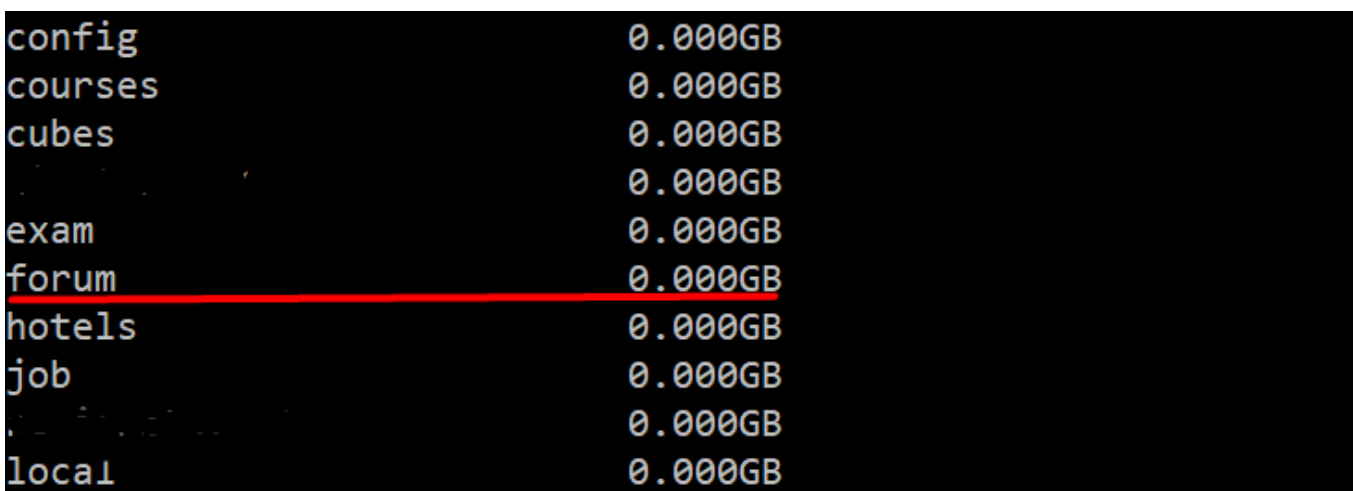 config 0.000GB
courses 0.000GB
cubes 0.000GB
0.000GB
exam 0.000GB
forum 0.000GB
hotels 0.000GB
job 0.000GB
0.000GB
local 0.000GB